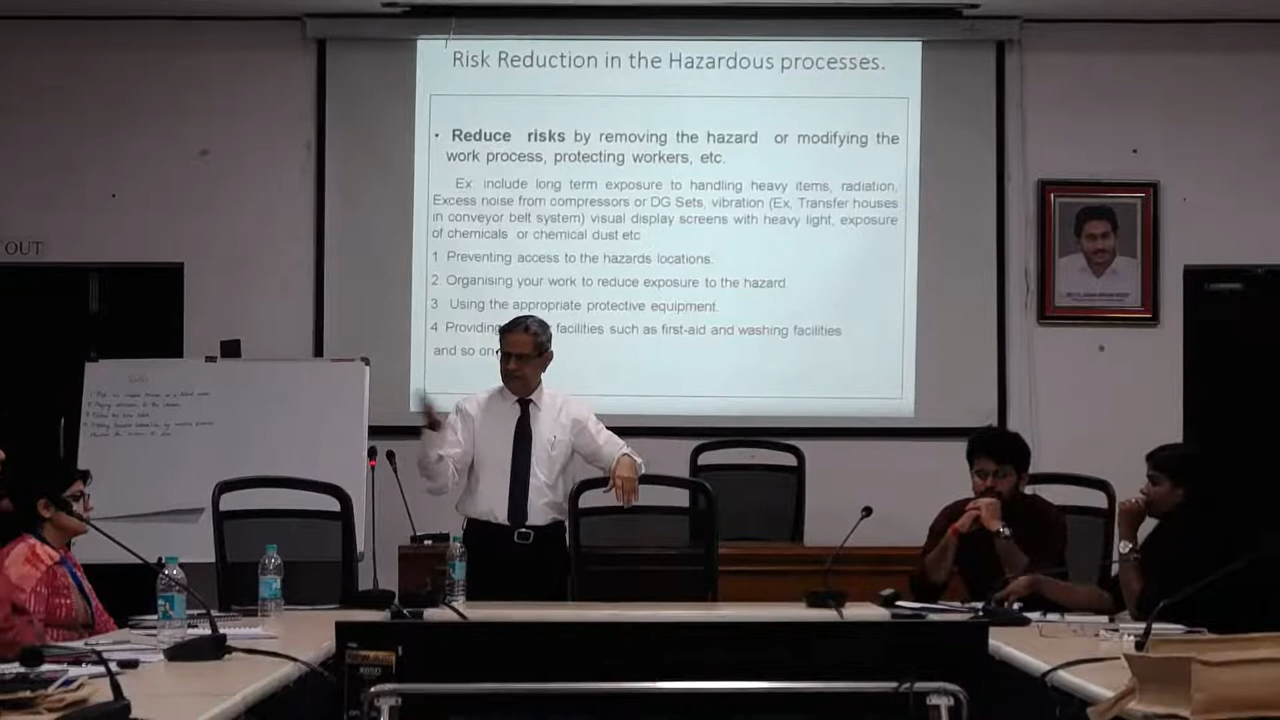 Risk Reduction in the Hazardous processes.
• Reduce risks by removing the hazard or modifying the
work process, protecting workers, etc.
Ex include long term exposure to handling heavy items, radiation,
Excess noise from compressors or DG Sets, vibration (Ex, Transfer houses
in conveyor belt system) visual display screens with heavy light, exposure
of chemicals or chemical dust etc
1 Preventing access to the hazards locations.
2. Organising your work to reduce exposure to the hazard.
3 Using the appropriate protective equipment.
4 Providing facilities such as first-aid and washing facilities
and so on
OUT